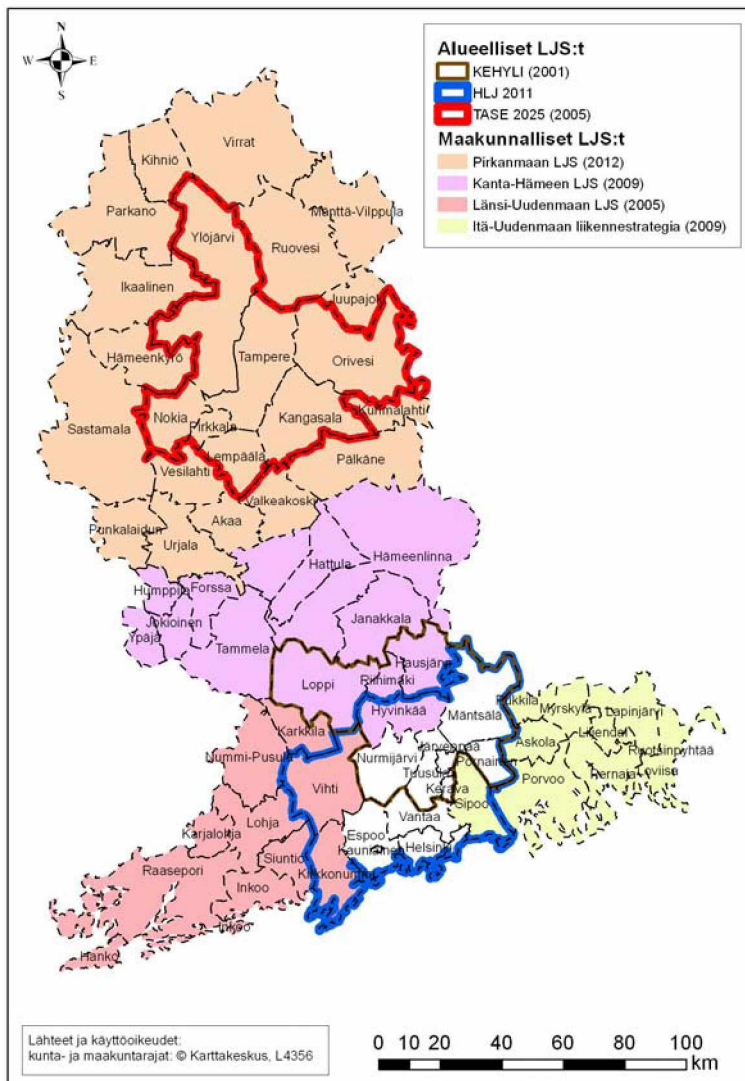 N
W E
S
Alueelliset LJS:t
KEHYLI (2001)
HLJ 2011
TASE 2025 (2005)
Maakunnalliset LJS:t
Pirkanmaan LJS (2012)
Kanta-Hämeen LJS (2009)
Länsi-Uudenmaan LJS (2005)
Itä-Uudenmaan liikennestrategia (2009)
Virrat
Kihniö
Parkano
Mänttä-Vilppula
Ylöjärvi
Ruovesi
Ikaalinen
Juupajoki
Hämeenkyrö
Tampere
Orivesi
Nokia
Pirkkala
Kangasala
Kuhmalahti
Sastamala
Lempäälä
Vesilahti
Pälkäne
Valkeakoski
Punkalaidun
Akaa
Urjala
Hattula
Hämeenlinna
Humppila
Forssa
Jokioinen
Ypäjä
Janakkala
Tammela
Hausjärvi
Loppi
Riihimäki
Hyvinkää
Mäntsälä
Pukkila
Myrskylä
Lapinjärvi
Liljendal
Ruotsinpyhtää
Karkkila
Nummi-Pusula
Nurmijärvi
Järvenpää
Pornainen
Askola
Porvoo
Pernaja
Loviisa
Vihti
Tuusula
Kerava
Sipoo
Vantaa
Lohja
Karjalohja
Espoo
Kauniainen
Helsinki
Siuntio
Raasepori
Kirkkonummi
Inkoo
Inkoo
Hanko
Lähteet ja käyttöoikeudet:
kunta- ja maakuntarajat: © Karttakeskus, L4356
0 10 20 40 60 80 100
km